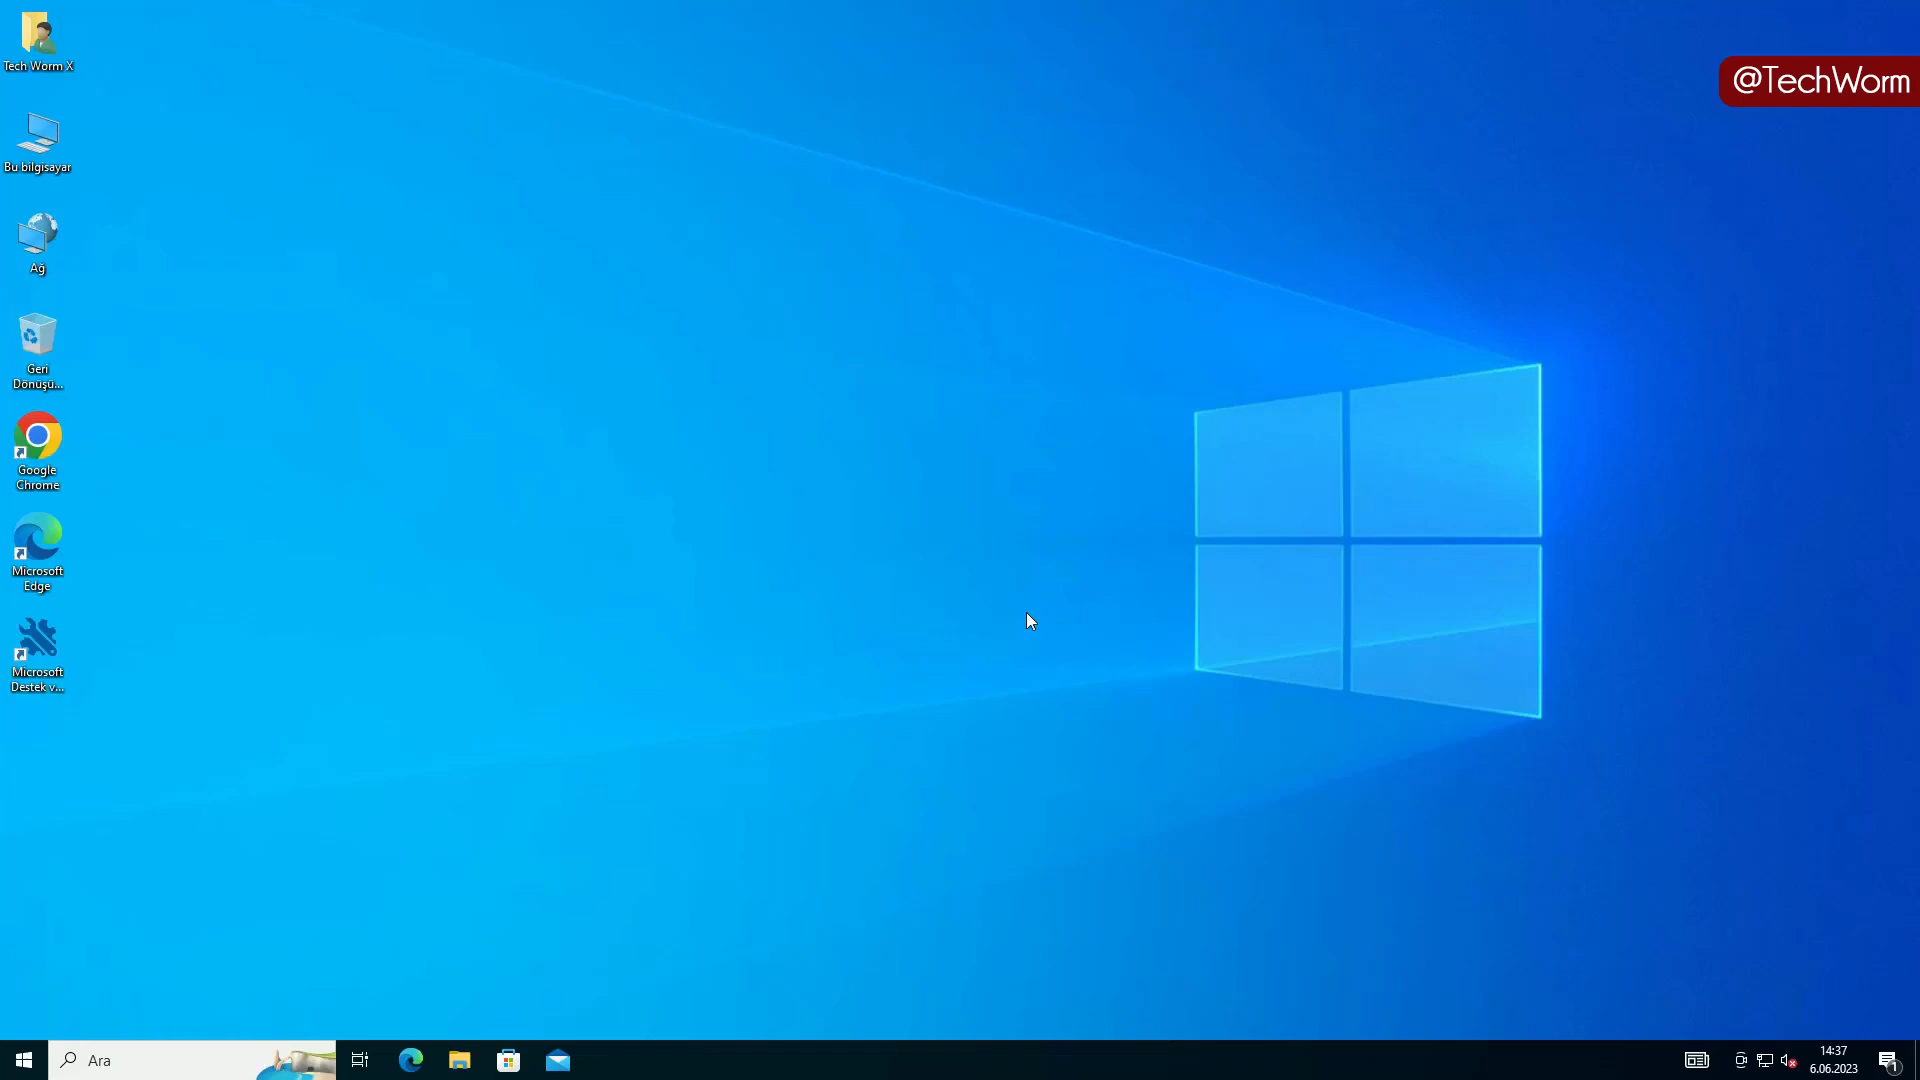 Tech Worm X
@TechWorm
Bu bilgisayar
Ağ
Geri
Dönüşü...
Google
Chrome
Microsoft
Edge
Microsoft
Destek v...
Ara
14:37
6.06.2023
1